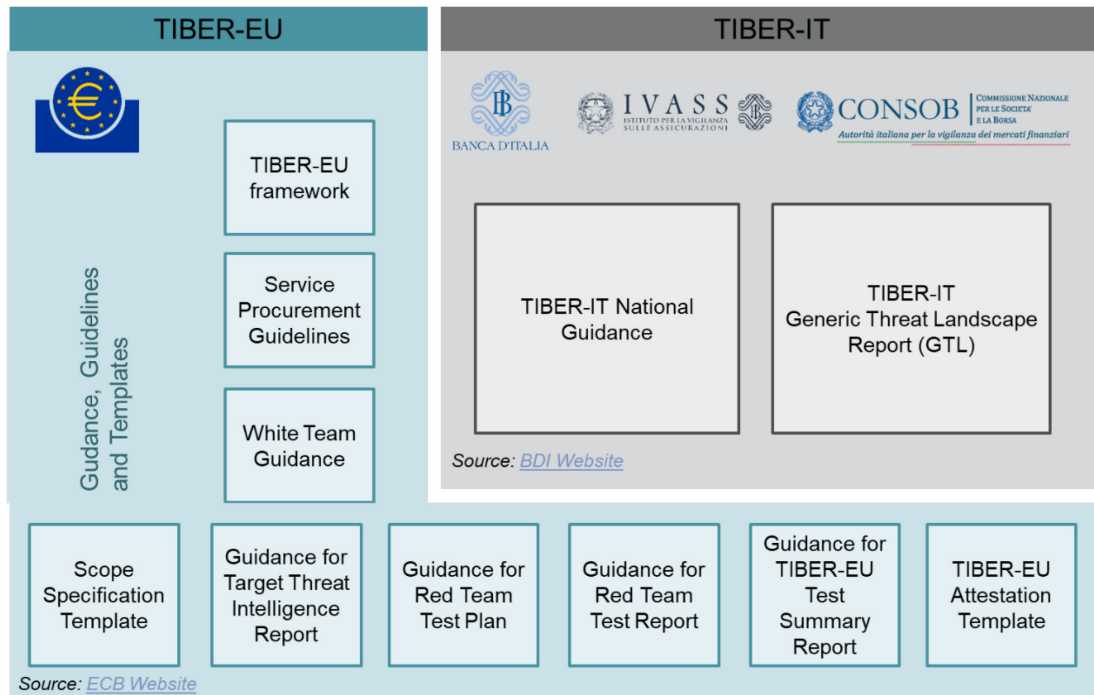 TIBER-EU
TIBER-EU
framework
Service
Procurement
Guidelines
White Team
Guidance
Gudance, Guidelines
and Templates
TIBER-IT
BANCA D'ITALIA
IVASS
ISTITUTO PER LA VIGILANZA
SULLE ASSICURAZIONI
CONSOB
COMMISSIONE NAZIONALE
PER LE SOCIETA'
E LA BORSA
Autorità italiana per la vigilanza dei mercati finanziari
TIBER-IT National
Guidance
TIBER-IT
Generic Threat Landscape
Report (GTL)
Source: BDI Website
Scope
Specification
Template
Guidance for
Target Threat
Intelligence
Report
Guidance for
Red Team
Test Plan
Guidance for
Red Team
Test Report
Guidance for
TIBER-EU
Test
Summary
Report
TIBER-EU
Attestation
Template
Source: ECB Website